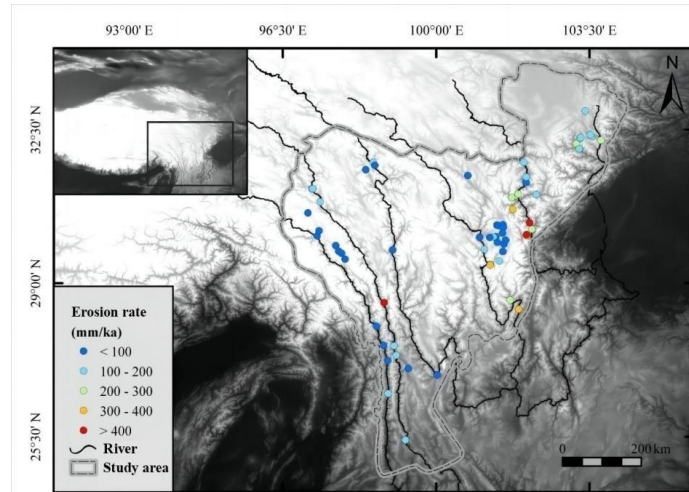 93°00′ E 96°30′ E 100°00′ E 103°30′ E
N
32°30′ N
29°00′ N
25°30′ N
Erosion rate
(mm/ka)
< 100
100 - 200
200 - 300
300 - 400
> 400
River
Study area
0 200 km